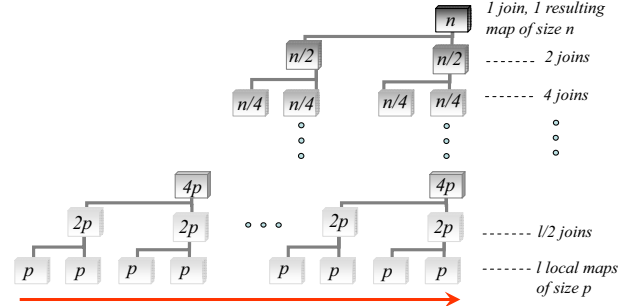 n
1 join, 1 resulting
map of size n
n/2 n/2 2 joins
n/4 n/4 n/4 n/4 4 joins
4p 4p
2p 2p 2p 2p l/2 joins
p p p p p p p p l local maps
of size p